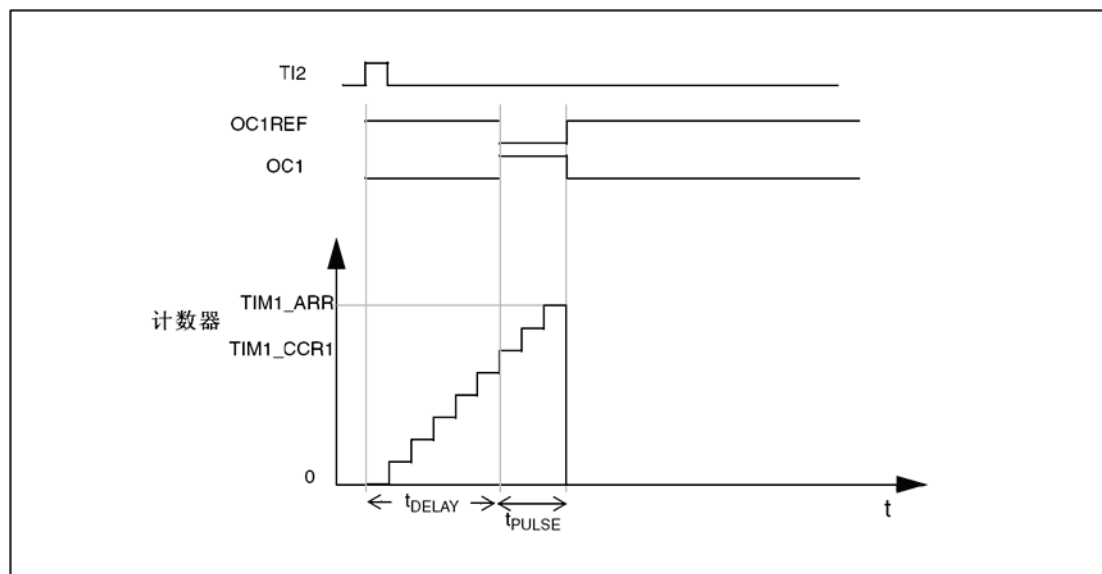 TI2
OC1REF
OC1
TIM1_ARR
计数器
TIM1_CCR1
0
tDELAY
tPULSE
t